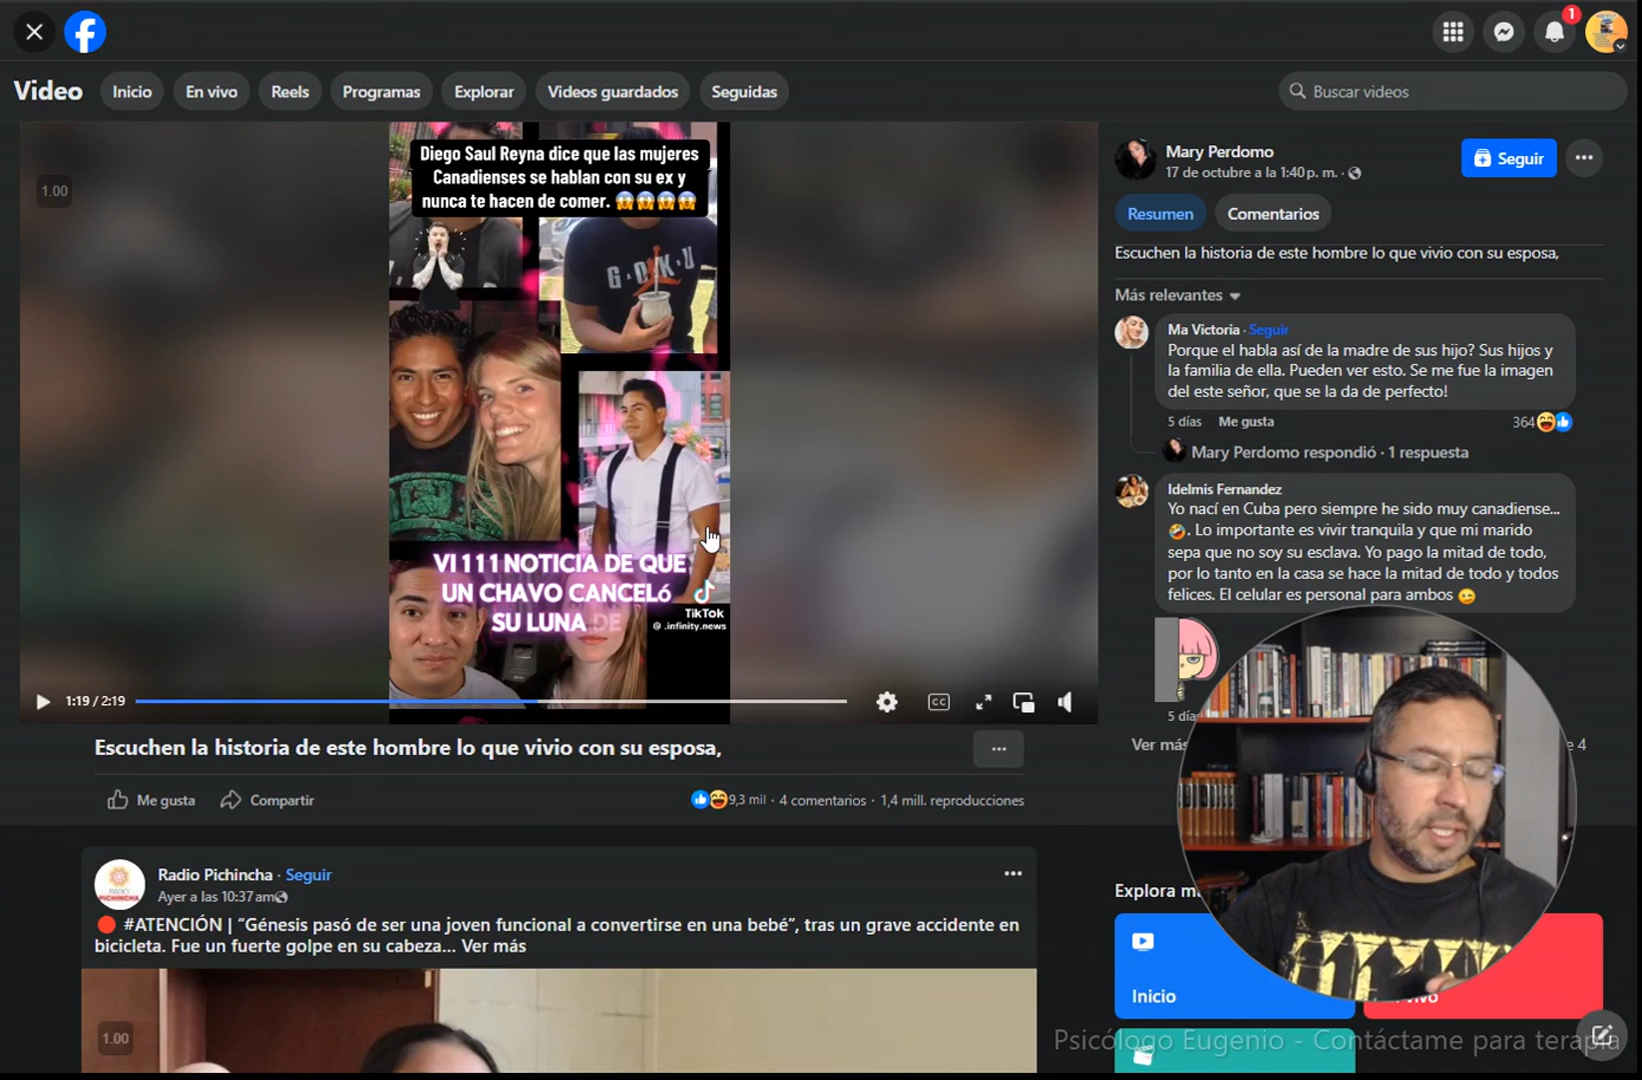 1
Video
Inicio
En vivo
Reels
Programas
Explorar
Videos guardados
Seguidas
Buscar videos
1.00
Diego Saul Reyna dice que las mujeres
Canadienses se hablan con su ex y
nunca te hacen de comer. 😱😱😱😱
G·O·K·U
VI 111 NOTICIA DE QUE
UN CHAVO CANCELó
SU LUNA DE
TikTok
@ .infinity.news
1:19 / 2:19
CC
Escuchen la historia de este hombre lo que vivio con su esposa,
Me gusta
Compartir
9,3 mil · 4 comentarios · 1,4 mill. reproducciones
Mary Perdomo
17 de octubre a la 1:40 p. m. ·
Seguir
Resumen
Comentarios
Escuchen la historia de este hombre lo que vivio con su esposa,
Más relevantes
Ma Victoria · Seguir
Porque el habla así de la madre de sus hijo? Sus hijos y
la familia de ella. Pueden ver esto. Se me fue la imagen
del este señor, que se la da de perfecto!
5 días Me gusta
364
Mary Perdomo respondió · 1 respuesta
Idelmis Fernandez
Yo nací en Cuba pero siempre he sido muy canadiense...
🤣. Lo importante es vivir tranquila y que mi marido
sepa que no soy su esclava. Yo pago la mitad de todo,
por lo tanto en la casa se hace la mitad de todo y todos
felices. El celular es personal para ambos 😉
5 día
Ver más
e 4
Radio Pichincha · Seguir
Ayer a las 10:37 am
RADIO
PICHINCHA
🔴 #ATENCIÓN | “Génesis pasó de ser una joven funcional a convertirse en una bebé”, tras un grave accidente en
bicicleta. Fue un fuerte golpe en su cabeza... Ver más
1.00
Explora m
Inicio
vivo
Psicólogo Eugenio - Contáctame para terapia